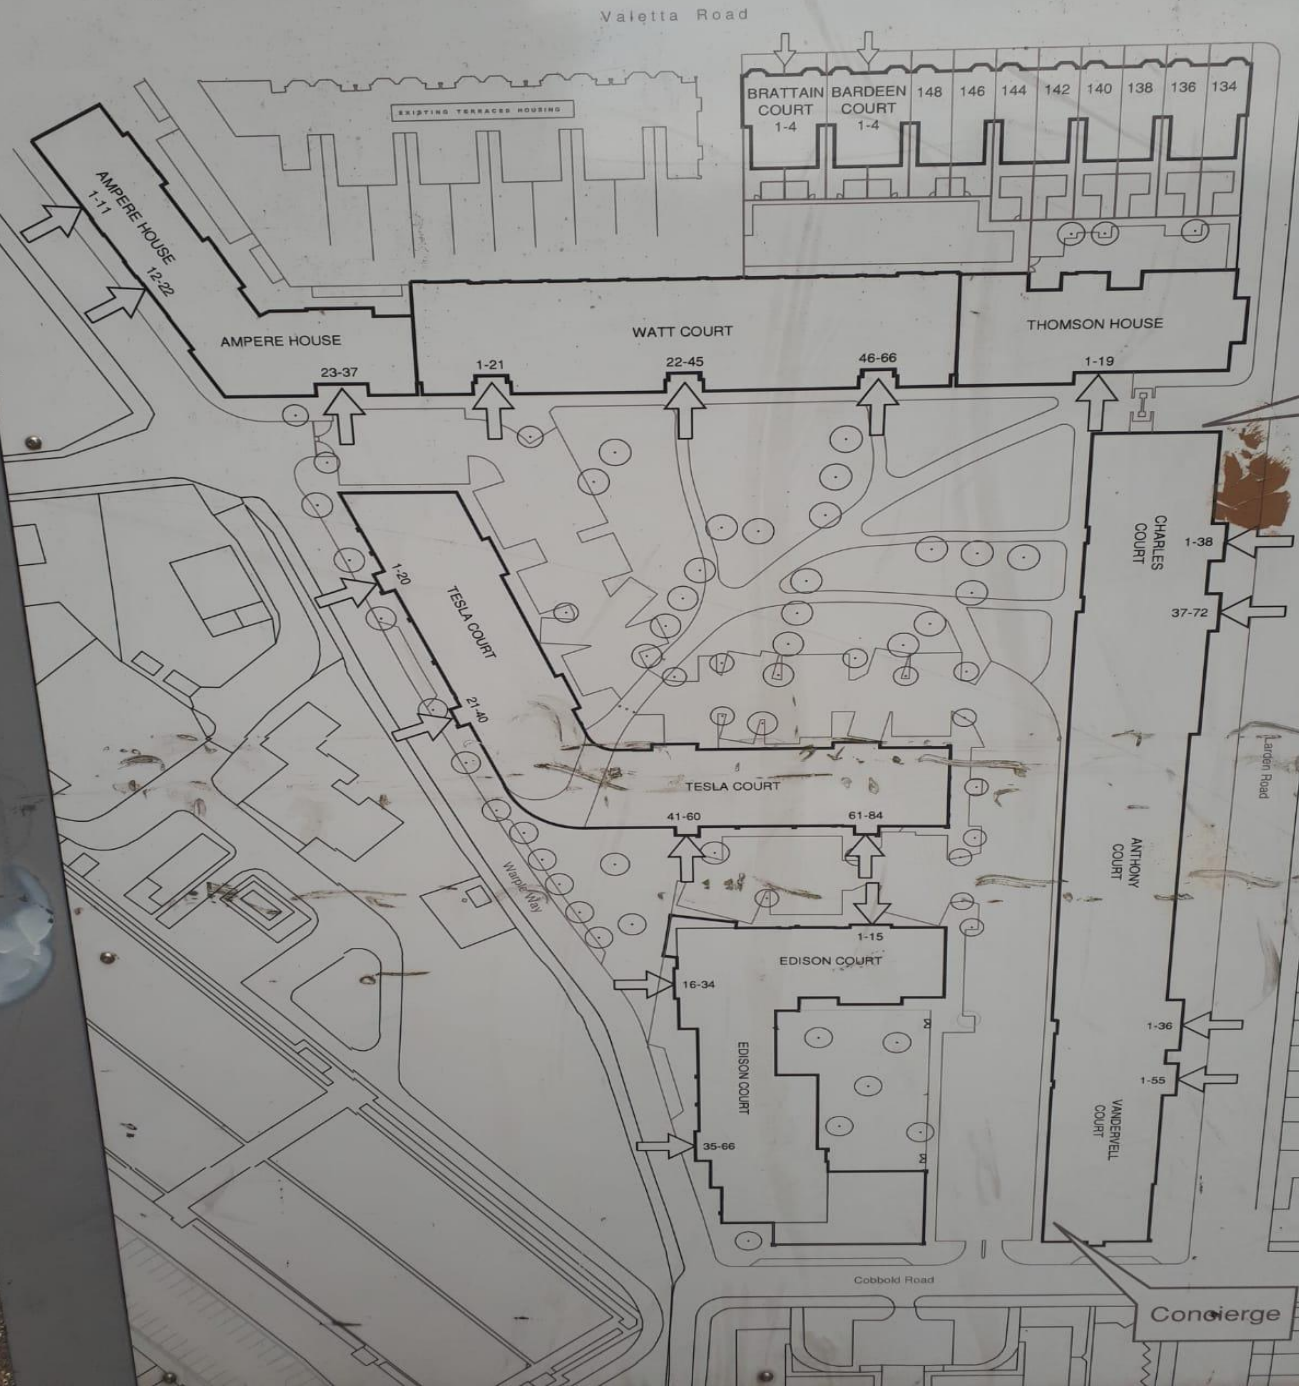 Valetta Road
EXISTING TERRACED HOUSING
BRATTAIN
COURT
1-4
BARDEEN
COURT
1-4
148
146
144
142
140
138
136
134
AMPERE HOUSE
1-11
12-22
AMPERE HOUSE
23-37
WATT COURT
1-21
22-45
46-66
THOMSON HOUSE
1-19
CHARLES
COURT
1-38
37-72
TESLA COURT
1-20
21-40
TESLA COURT
41-60
61-84
Larden Road
ANTHONY
COURT
Warple Way
1-15
EDISON COURT
16-34
EDISON COURT
35-66
1-36
1-55
VANDERVELL
COURT
Cobbold Road
Concierge